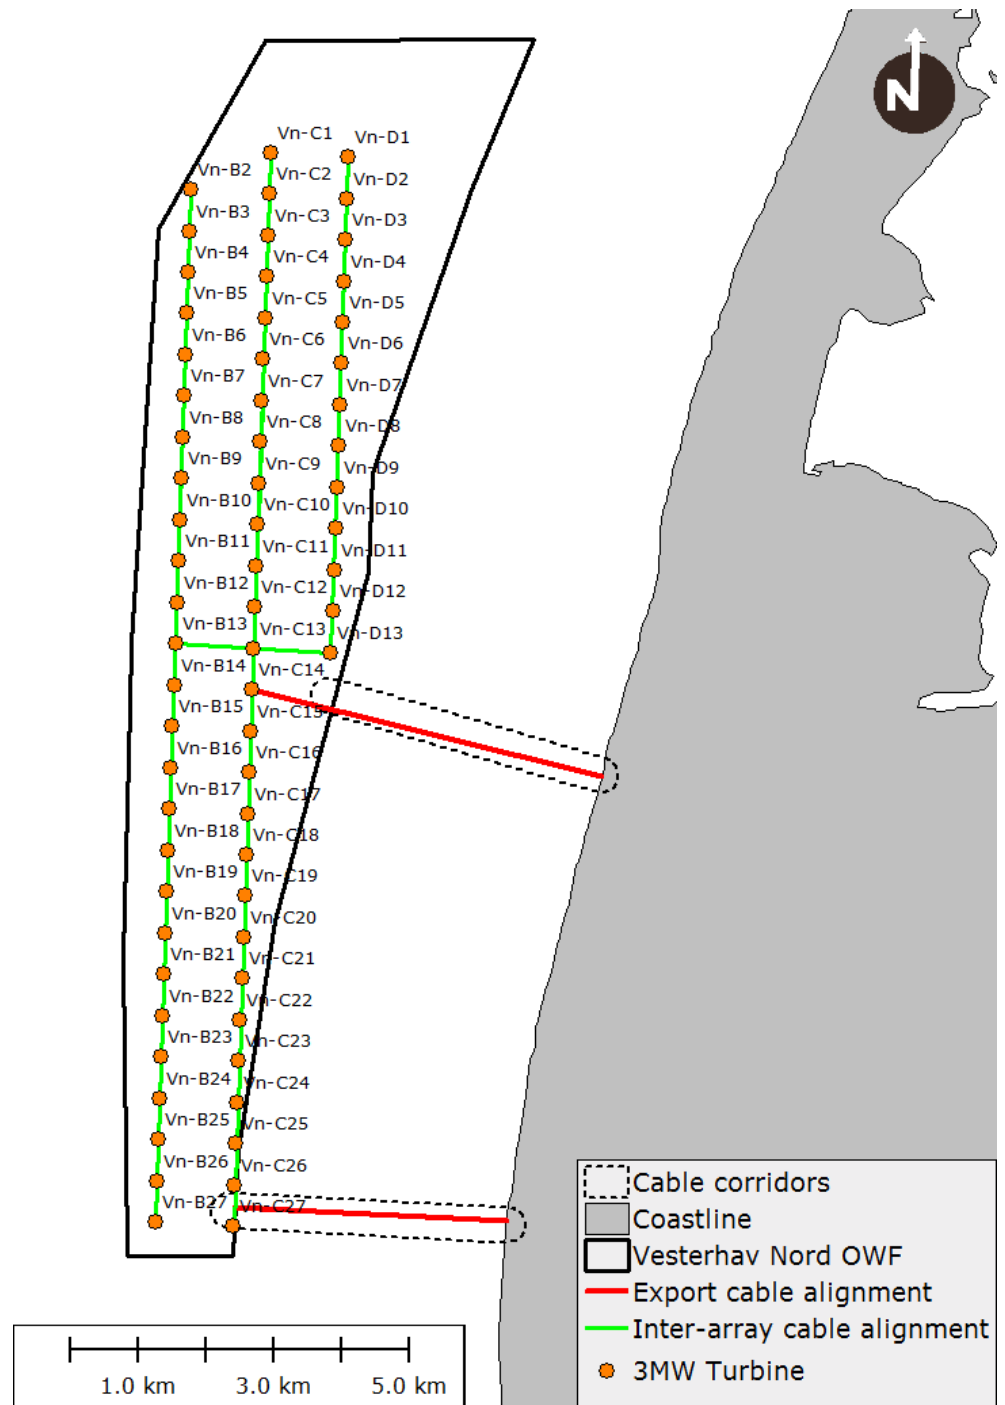 N
Vn-C1
Vn-D1
Vn-B2
Vn-C2
Vn-D2
Vn-B3
Vn-C3
Vn-D3
Vn-B4
Vn-C4
Vn-D4
Vn-B5
Vn-C5
Vn-D5
Vn-B6
Vn-C6
Vn-D6
Vn-B7
Vn-C7
Vn-D7
Vn-B8
Vn-C8
Vn-D8
Vn-B9
Vn-C9
Vn-D9
Vn-B10
Vn-C10
Vn-D10
Vn-B11
Vn-C11
Vn-D11
Vn-B12
Vn-C12
Vn-D12
Vn-B13
Vn-C13
Vn-D13
Vn-B14
Vn-C14
Vn-B15
Vn-C15
Vn-B16
Vn-C16
Vn-B17
Vn-C17
Vn-B18
Vn-C18
Vn-B19
Vn-C19
Vn-B20
Vn-C20
Vn-B21
Vn-C21
Vn-B22
Vn-C22
Vn-B23
Vn-C23
Vn-B24
Vn-C24
Vn-B25
Vn-C25
Vn-B26
Vn-C26
Vn-B27
Vn-C27
Cable corridors
Coastline
Vesterhav Nord OWF
Export cable alignment
Inter-array cable alignment
3MW Turbine
1.0 km 3.0 km 5.0 km